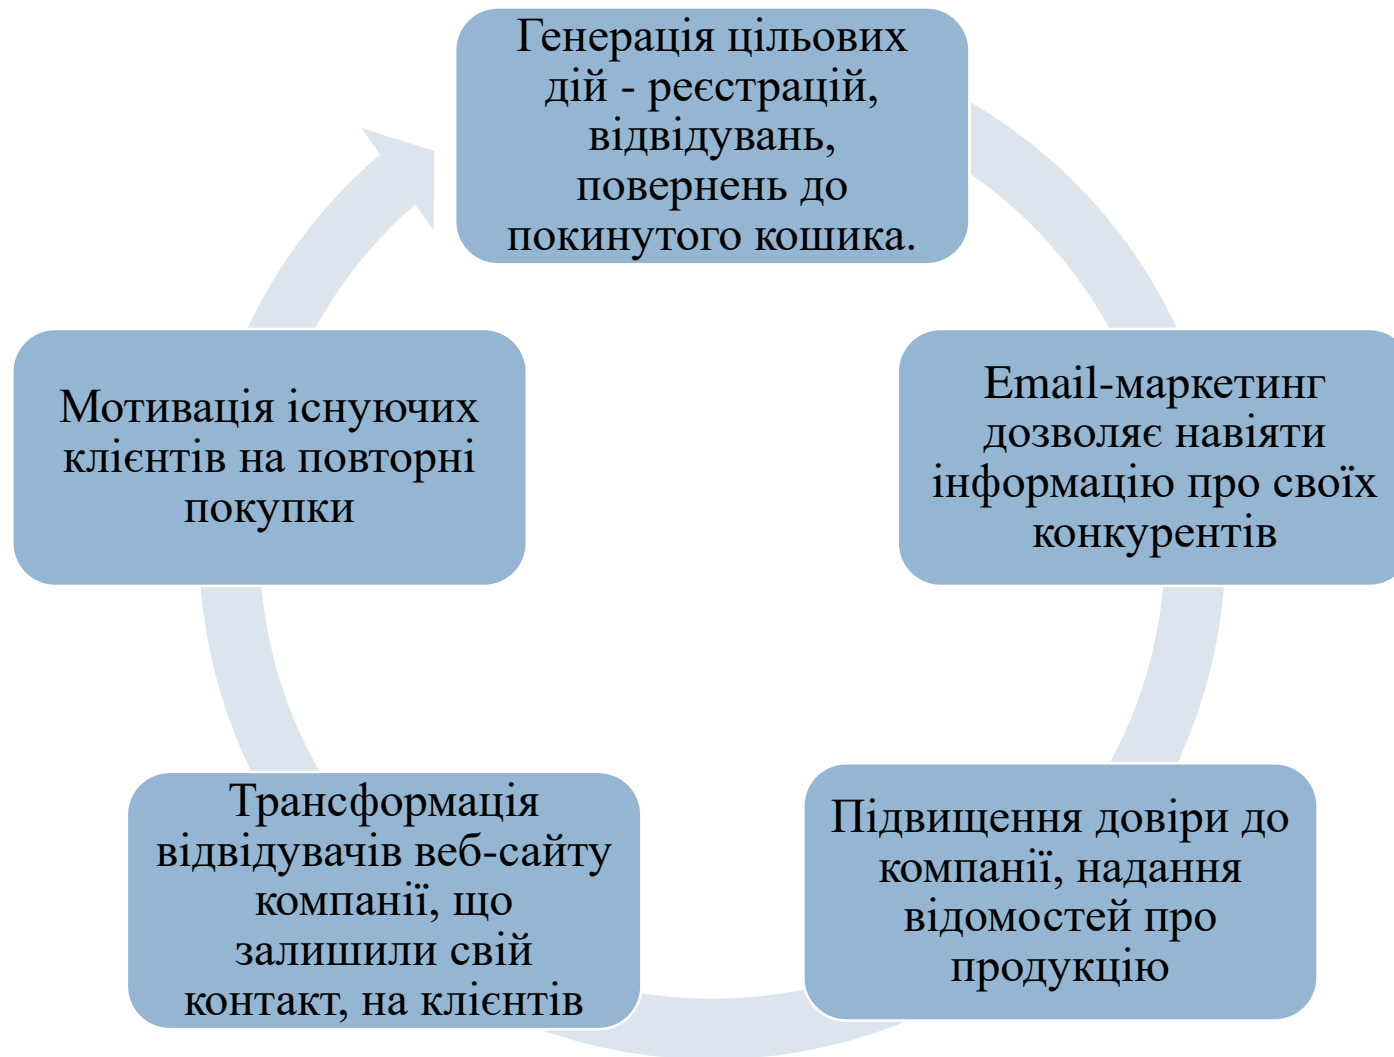 Генерація цільових
дій - реєстрацій,
відвідувань,
повернень до
покинутого кошика.
Email-маркетинг
дозволяє навіяти
інформацію про своїх
конкурентів
Підвищення довіри до
компанії, надання
відомостей про
продукцію
Трансформація
відвідувачів веб-сайту
компанії, що
залишили свій
контакт, на клієнтів
Мотивація існуючих
клієнтів на повторні
покупки